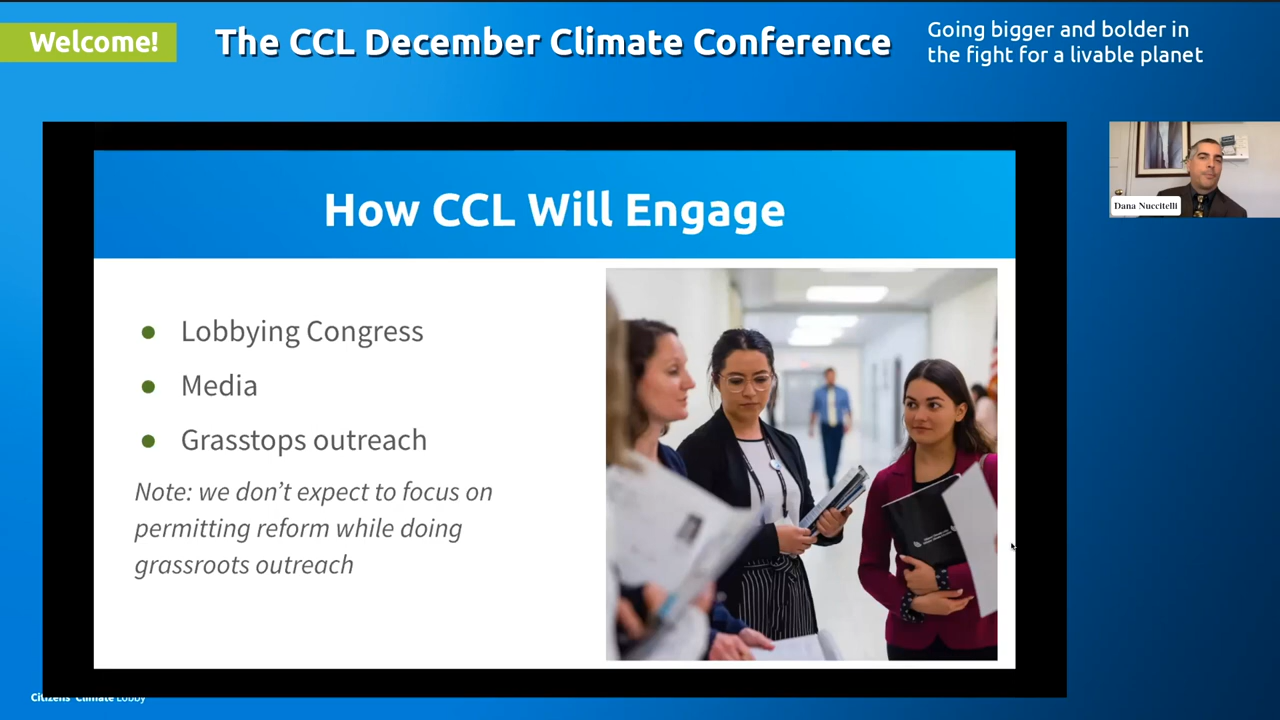 Welcome!
The CCL December Climate Conference
Going bigger and bolder in
the fight for a livable planet
Dana Nuccitelli
How CCL Will Engage
● Lobbying Congress
● Media
● Grasstops outreach
Note: we don’t expect to focus on
permitting reform while doing
grassroots outreach
Citizens' Climate Lobby